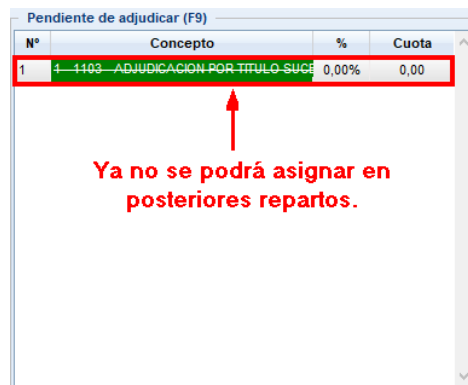 Pendiente de adjudicar (F9)
Nº Concepto % Cuota
1 1 1103 ADJUDICACION POR TITULO SUCE 0,00% 0,00
Ya no se podrá asignar en
posteriores repartos.